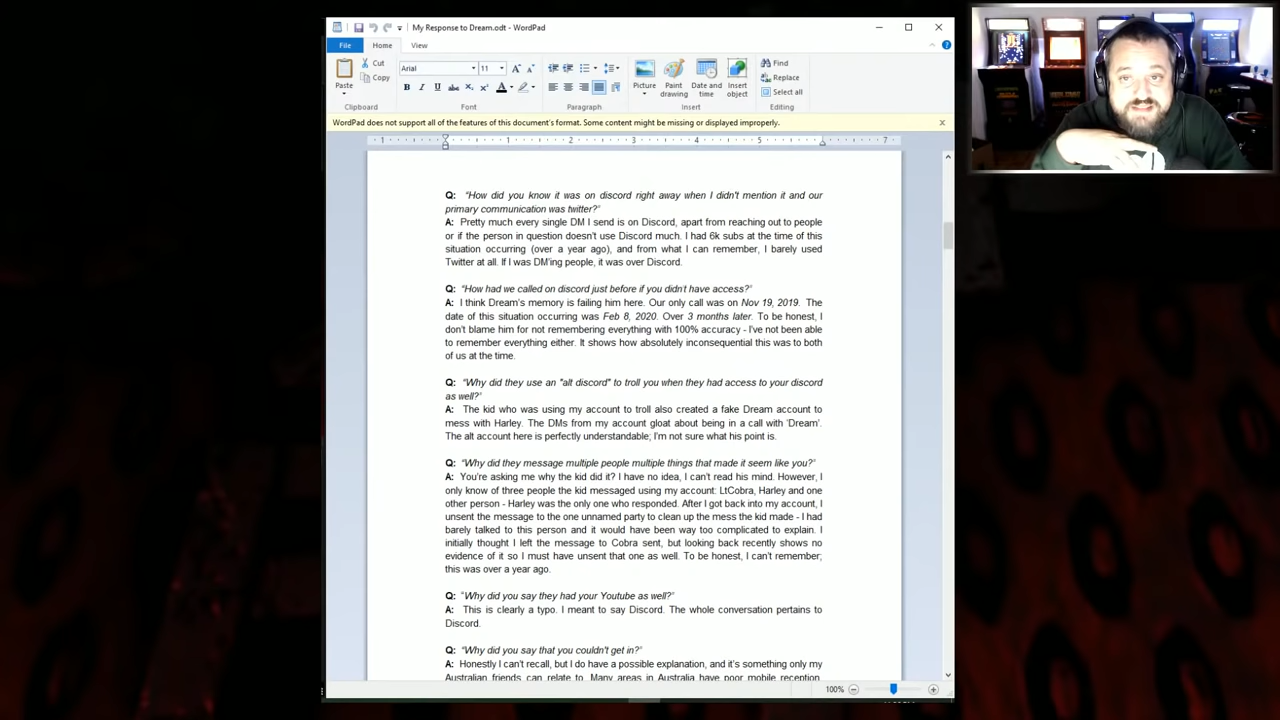 My Response to Dream.odt - WordPad
File
Home
View
Paste
Cut
Copy
Clipboard
Arial
11
Font
Paragraph
Picture
Paint
drawing
Date and
time
Insert
object
Insert
Find
Replace
Select all
Editing
WordPad does not support all of the features of this document's format. Some content might be missing or displayed improperly.
1 1 2 3 4 5 7
Q: “How did you know it was on discord right away when I didn't mention it and our
primary communication was twitter?”
A: Pretty much every single DM I send is on Discord, apart from reaching out to people
or if the person in question doesn’t use Discord much. I had 6k subs at the time of this
situation occurring (over a year ago), and from what I can remember, I barely used
Twitter at all. If I was DM’ing people, it was over Discord.
Q: “How had we called on discord just before if you didn't have access?”
A: I think Dream’s memory is failing him here. Our only call was on Nov 19, 2019. The
date of this situation occurring was Feb 8, 2020. Over 3 months later. To be honest, I
don’t blame him for not remembering everything with 100% accuracy - I’ve not been able
to remember everything either. It shows how absolutely inconsequential this was to both
of us at the time.
Q: “Why did they use an "alt discord" to troll you when they had access to your discord
as well?”
A: The kid who was using my account to troll also created a fake Dream account to
mess with Harley. The DMs from my account gloat about being in a call with ‘Dream’.
The alt account here is perfectly understandable; I’m not sure what his point is.
Q: “Why did they message multiple people multiple things that made it seem like you?”
A: You’re asking me why the kid did it? I have no idea, I can’t read his mind. However, I
only know of three people the kid messaged using my account: LtCobra, Harley and one
other person - Harley was the only one who responded. After I got back into my account, I
unsent the message to the one unnamed party to clean up the mess the kid made - I had
barely talked to this person and it would have been way too complicated to explain. I
initially thought I left the message to Cobra sent, but looking back recently shows no
evidence of it so I must have unsent that one as well. To be honest, I can’t remember;
this was over a year ago.
Q: “Why did you say they had your Youtube as well?”
A: This is clearly a typo. I meant to say Discord. The whole conversation pertains to
Discord.
Q: “Why did you say that you couldn't get in?”
A: Honestly I can’t recall, but I do have a possible explanation, and it’s something only my
Australian friends can relate to. Many areas in Australia have poor mobile reception
100%